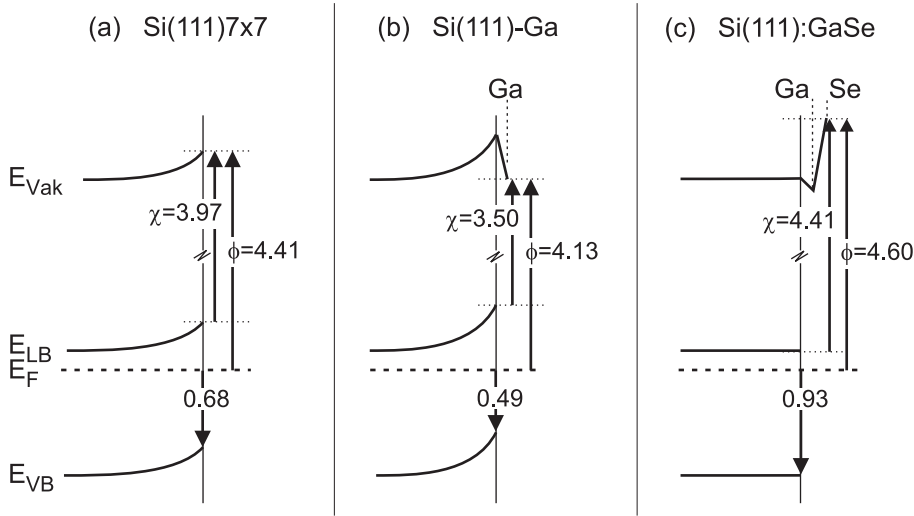 (a) Si(111)7x7
(b) Si(111)-Ga
(c) Si(111):GaSe
Ga
Ga Se
E_Vak
χ=3.97
χ=3.50
χ=4.41
ϕ=4.41
ϕ=4.13
ϕ=4.60
E_LB
E_F
0.68
0.49
0.93
E_VB